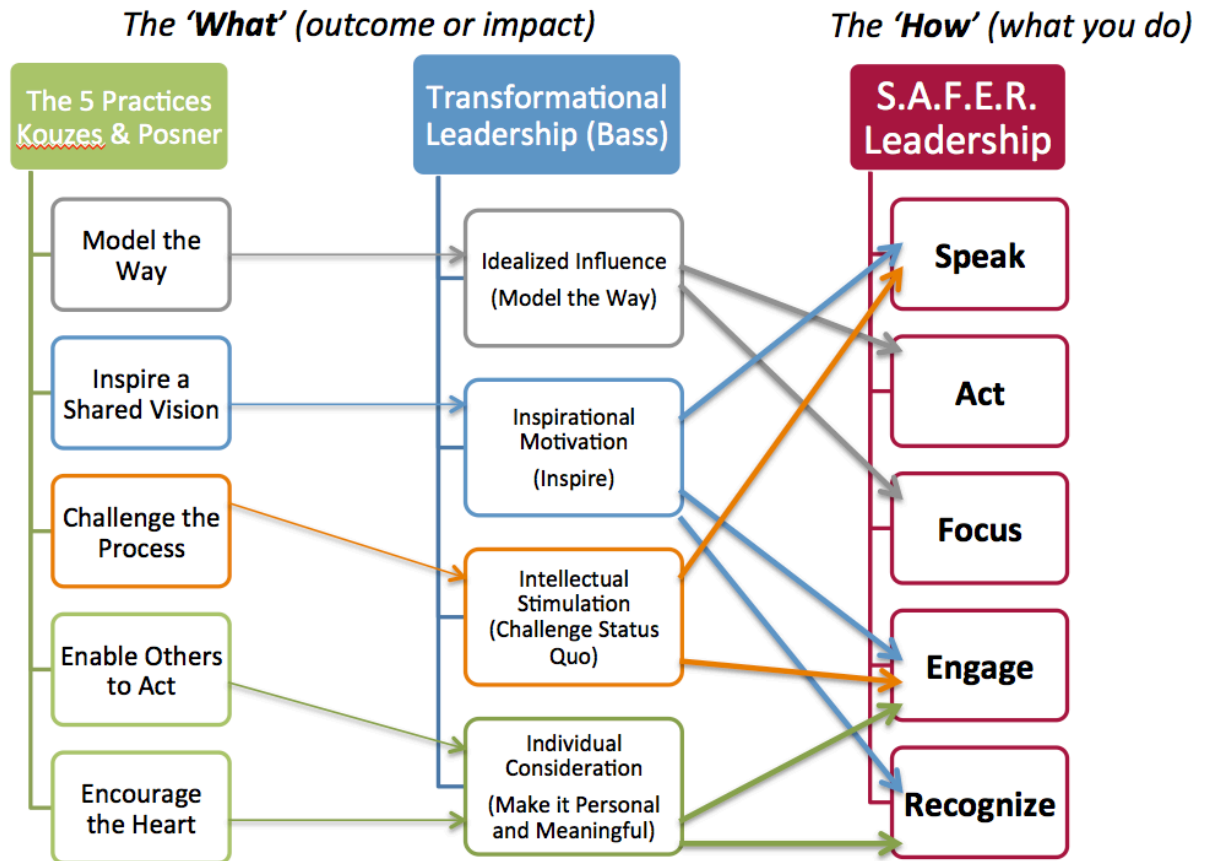 The ‘What’ (outcome or impact)
The ‘How’ (what you do)
The 5 Practices
Kouzes & Posner
Model the
Way
Inspire a
Shared Vision
Challenge the
Process
Enable Others
to Act
Encourage
the Heart
Transformational
Leadership (Bass)
Idealized Influence
(Model the Way)
Inspirational
Motivation
(Inspire)
Intellectual
Stimulation
(Challenge Status
Quo)
Individual
Consideration
(Make it Personal
and Meaningful)
S.A.F.E.R.
Leadership
Speak
Act
Focus
Engage
Recognize